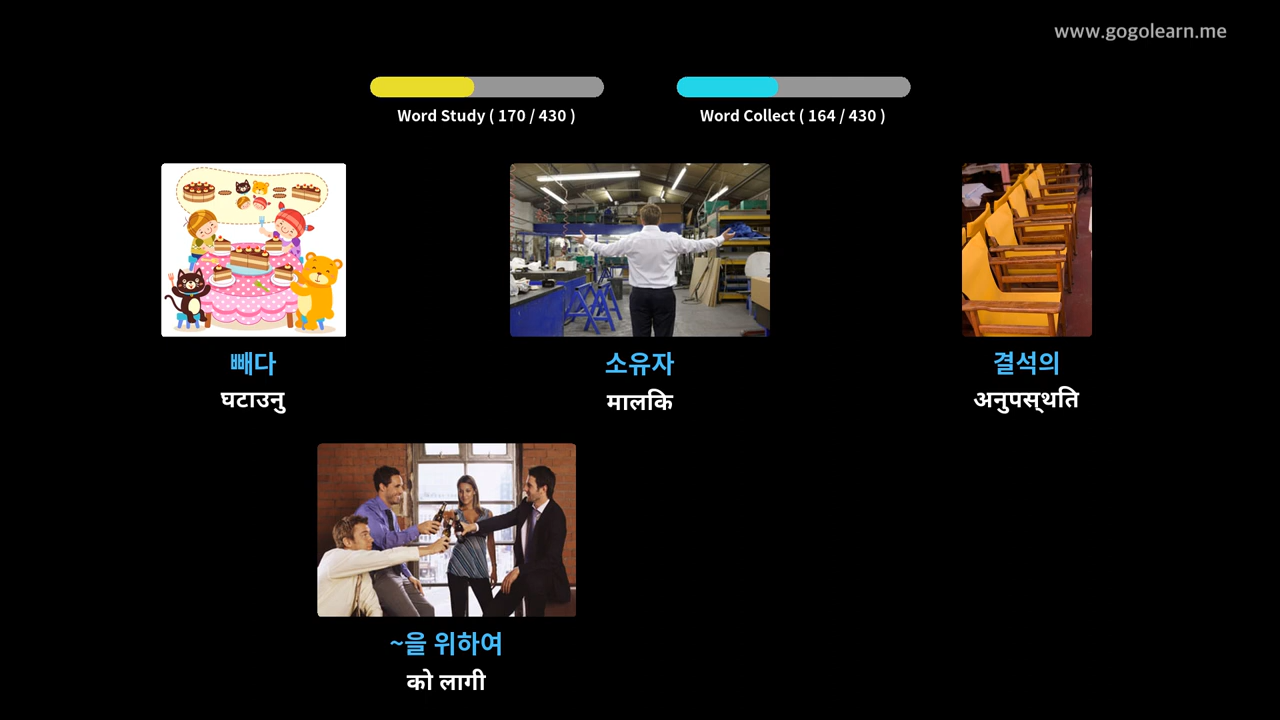 www.gogolearn.me
Word Study ( 170 / 430 )
Word Collect ( 164 / 430 )
빼다
घटाउनु
소유자
मालिक
결석의
अनुपस्थित
~을 위하여
को लागी